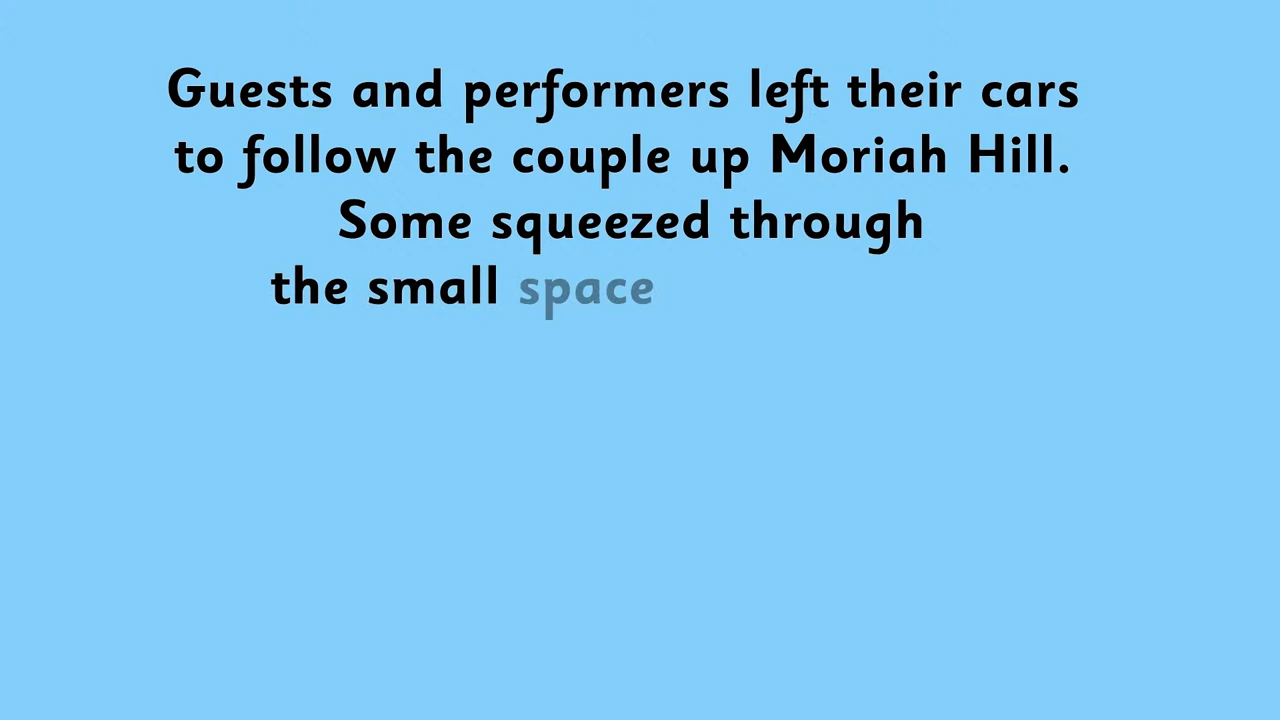 Guests and performers left their cars
to follow the couple up Moriah Hill.
Some squeezed through
the small space